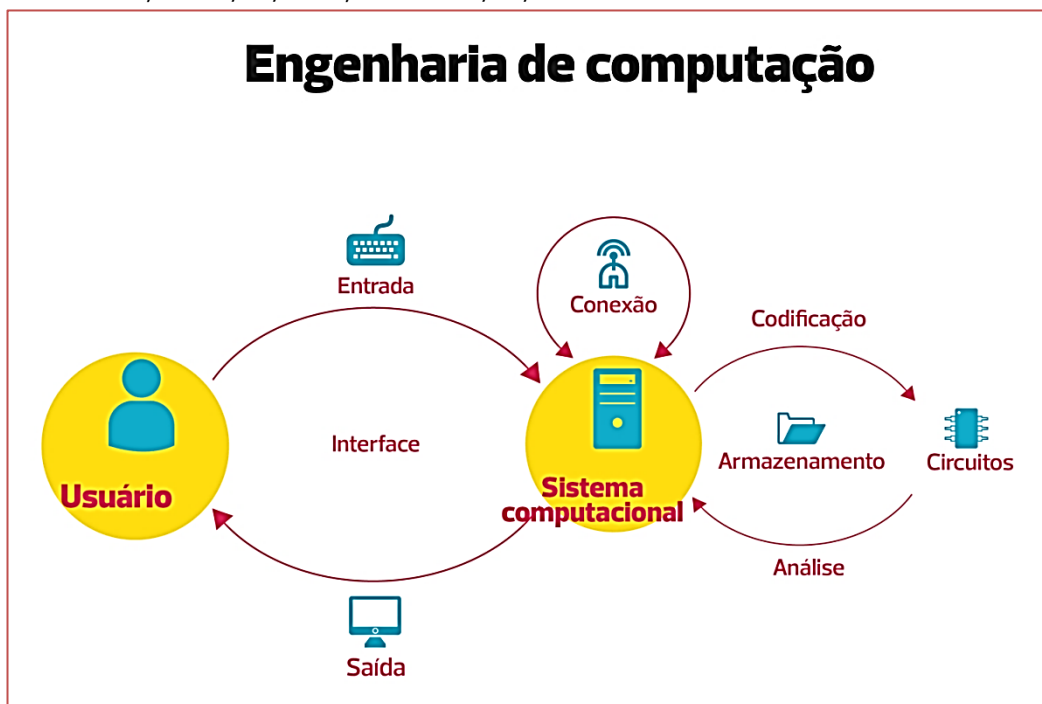 Engenharia de computação
Entrada
Conexão
Codificação
Interface
Armazenamento
Circuitos
Usuário
Sistema
computacional
Análise
Saída